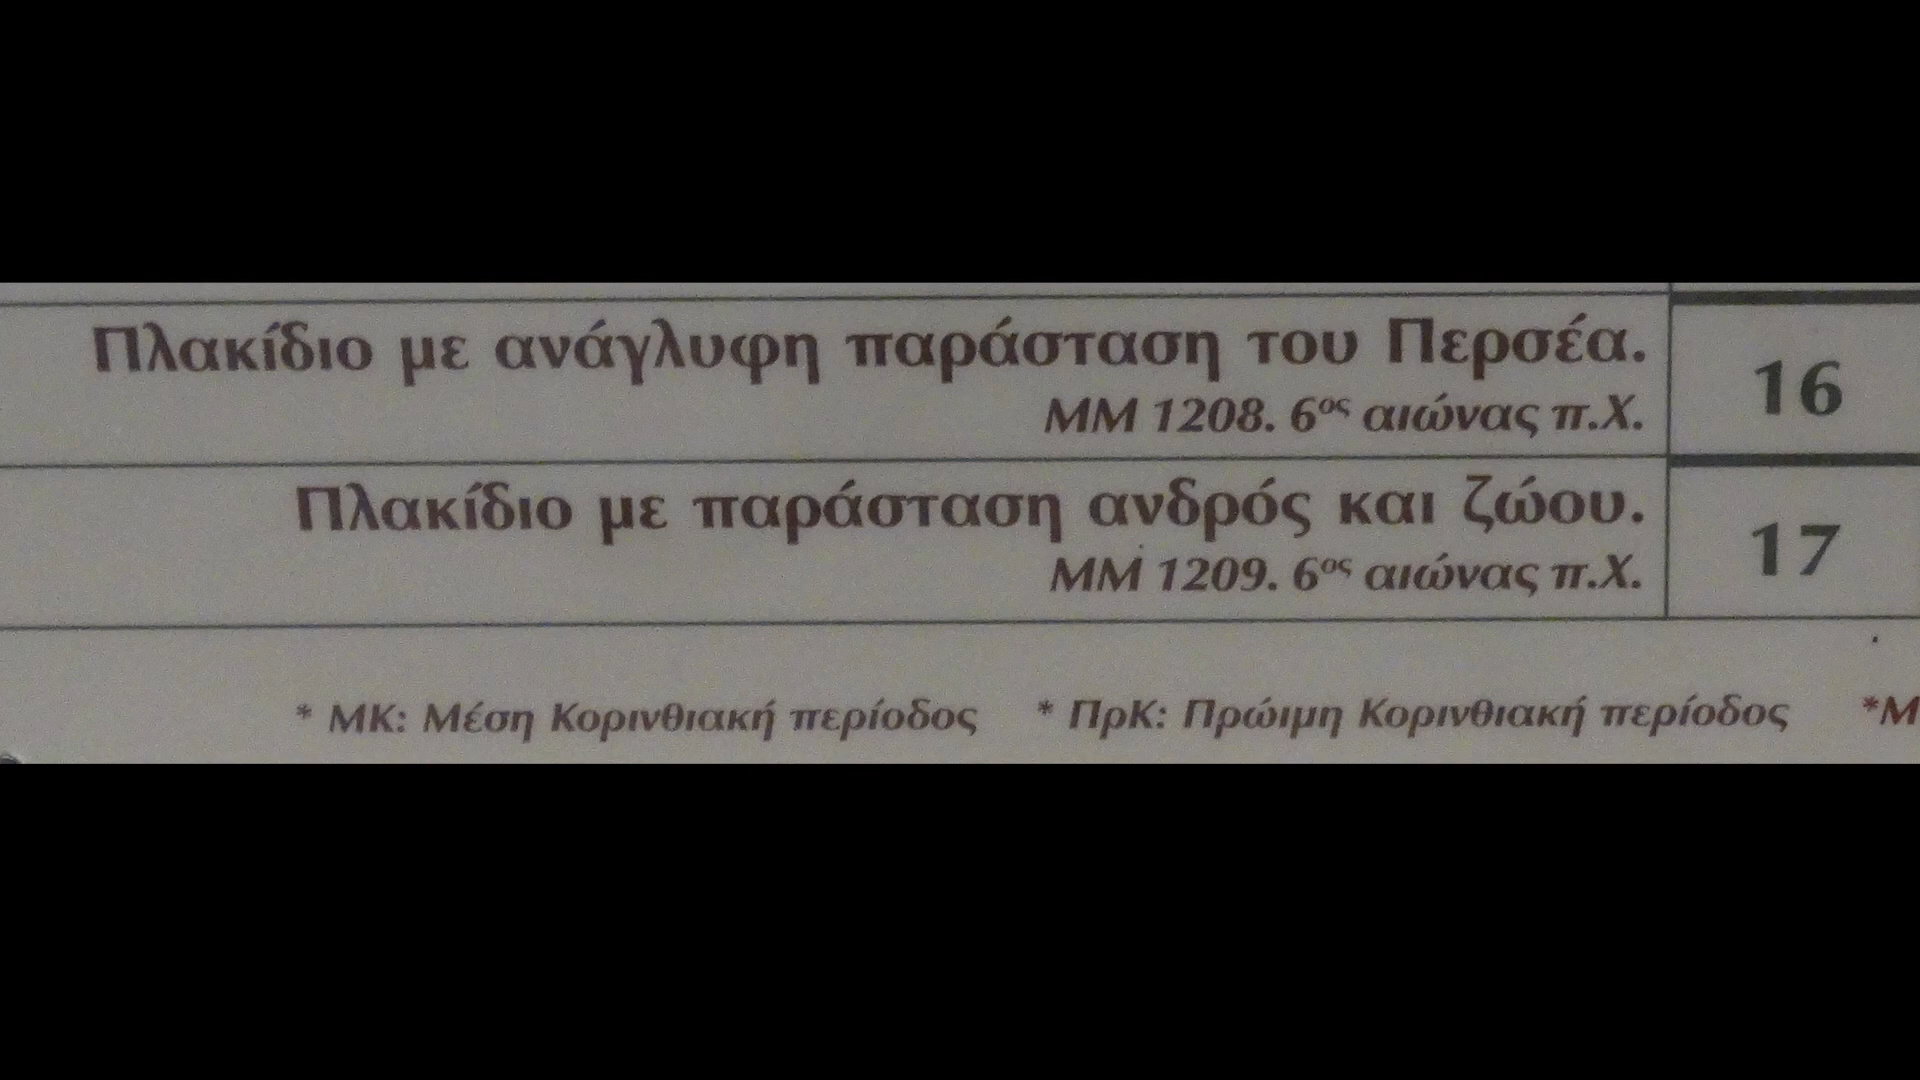 Πλακίδιο με ανάγλυφη παράσταση του Περσέα.
ΜΜ 1208. 6ος αιώνας π.Χ.
16
Πλακίδιο με παράσταση ανδρός και ζώου.
ΜΜ 1209. 6ος αιώνας π.Χ.
17
* ΜΚ: Μέση Κορινθιακή περίοδος * ΠρΚ: Πρώιμη Κορινθιακή περίοδος